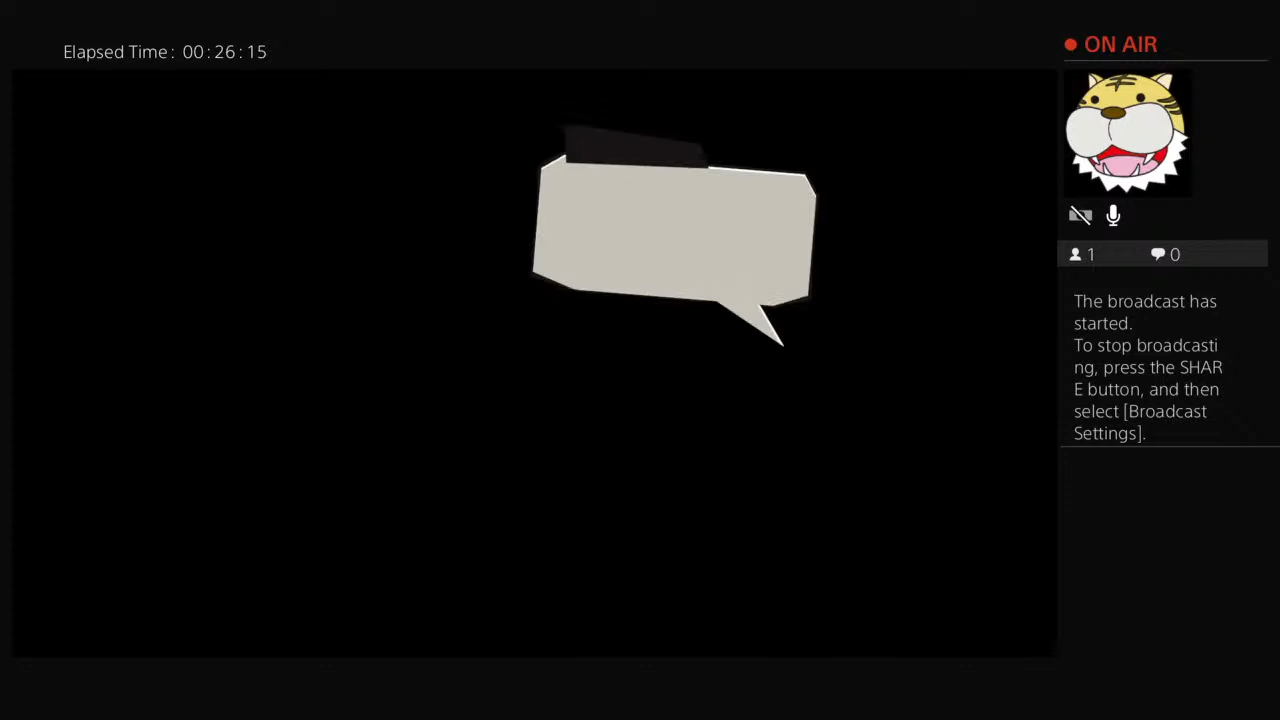 Elapsed Time: 00:26:15
ON AIR
1
0
The broadcast has
started.
To stop broadcasti
ng, press the SHAR
E button, and then
select [Broadcast
Settings].